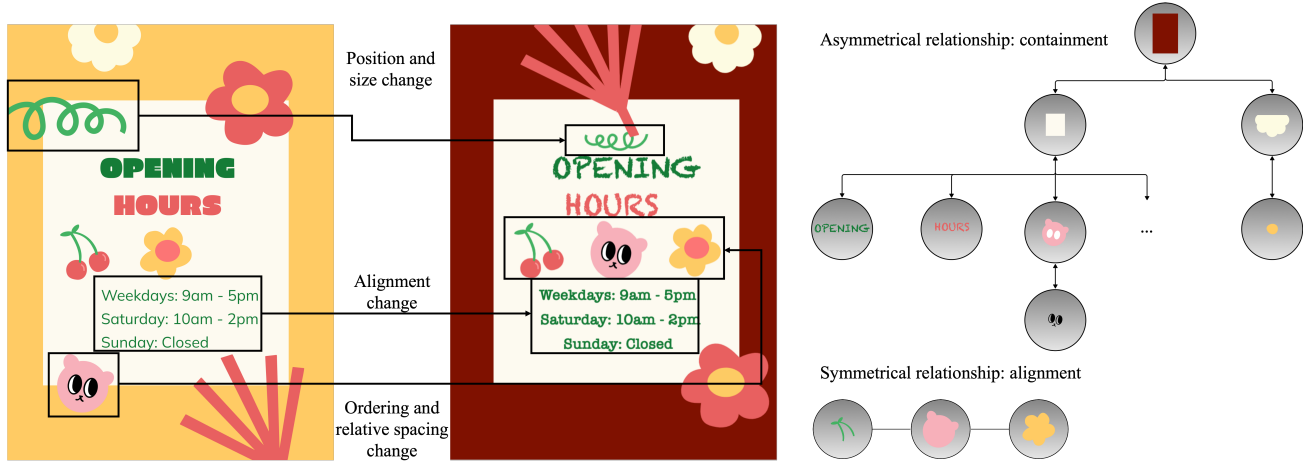 OPENING
HOURS
Weekdays: 9am - 5pm
Saturday: 10am - 2pm
Sunday: Closed
Position and
size change
Alignment
change
Ordering and
relative spacing
change
OPENING
HOURS
Weekdays: 9am - 5pm
Saturday: 10am - 2pm
Sunday: Closed
Asymmetrical relationship: containment
OPENING
HOURS
...
Symmetrical relationship: alignment